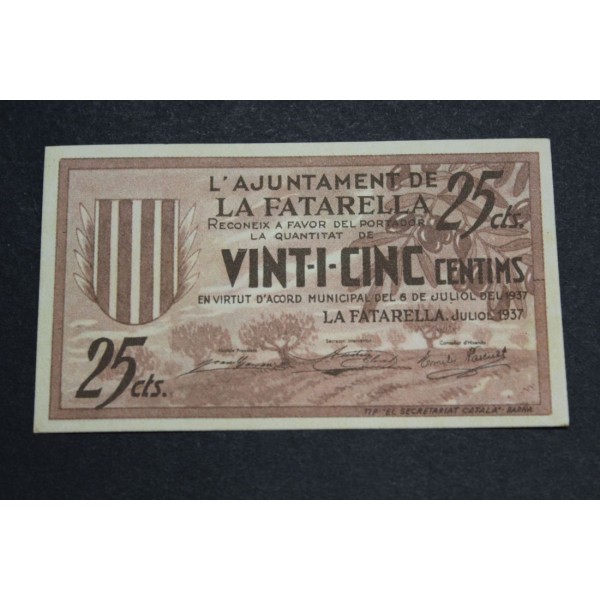 L'AJUNTAMENT DE
LA FATARELLA
25 cts.
RECONEIX A FAVOR DEL PORTADOR
LA QUANTITAT DE
VINT-I-CINC CENTIMS
EN VIRTUT D'ACORD MUNICIPAL DEL 6 DE JULIOL DEL 1937
LA FATARELLA, JULIOL 1937
25 cts.
TIP "EL SECRETARIAT CATALÀ" BARNA